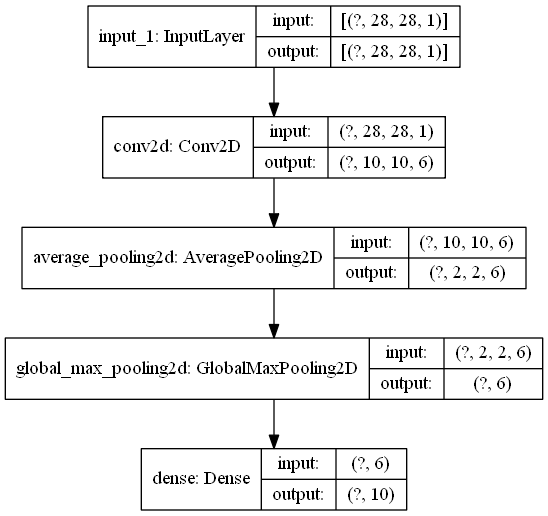 input_1: InputLayer
input: [(?, 28, 28, 1)]
output: [(?, 28, 28, 1)]
conv2d: Conv2D
input: (?, 28, 28, 1)
output: (?, 10, 10, 6)
average_pooling2d: AveragePooling2D
input: (?, 10, 10, 6)
output: (?, 2, 2, 6)
global_max_pooling2d: GlobalMaxPooling2D
input: (?, 2, 2, 6)
output: (?, 6)
dense: Dense
input: (?, 6)
output: (?, 10)